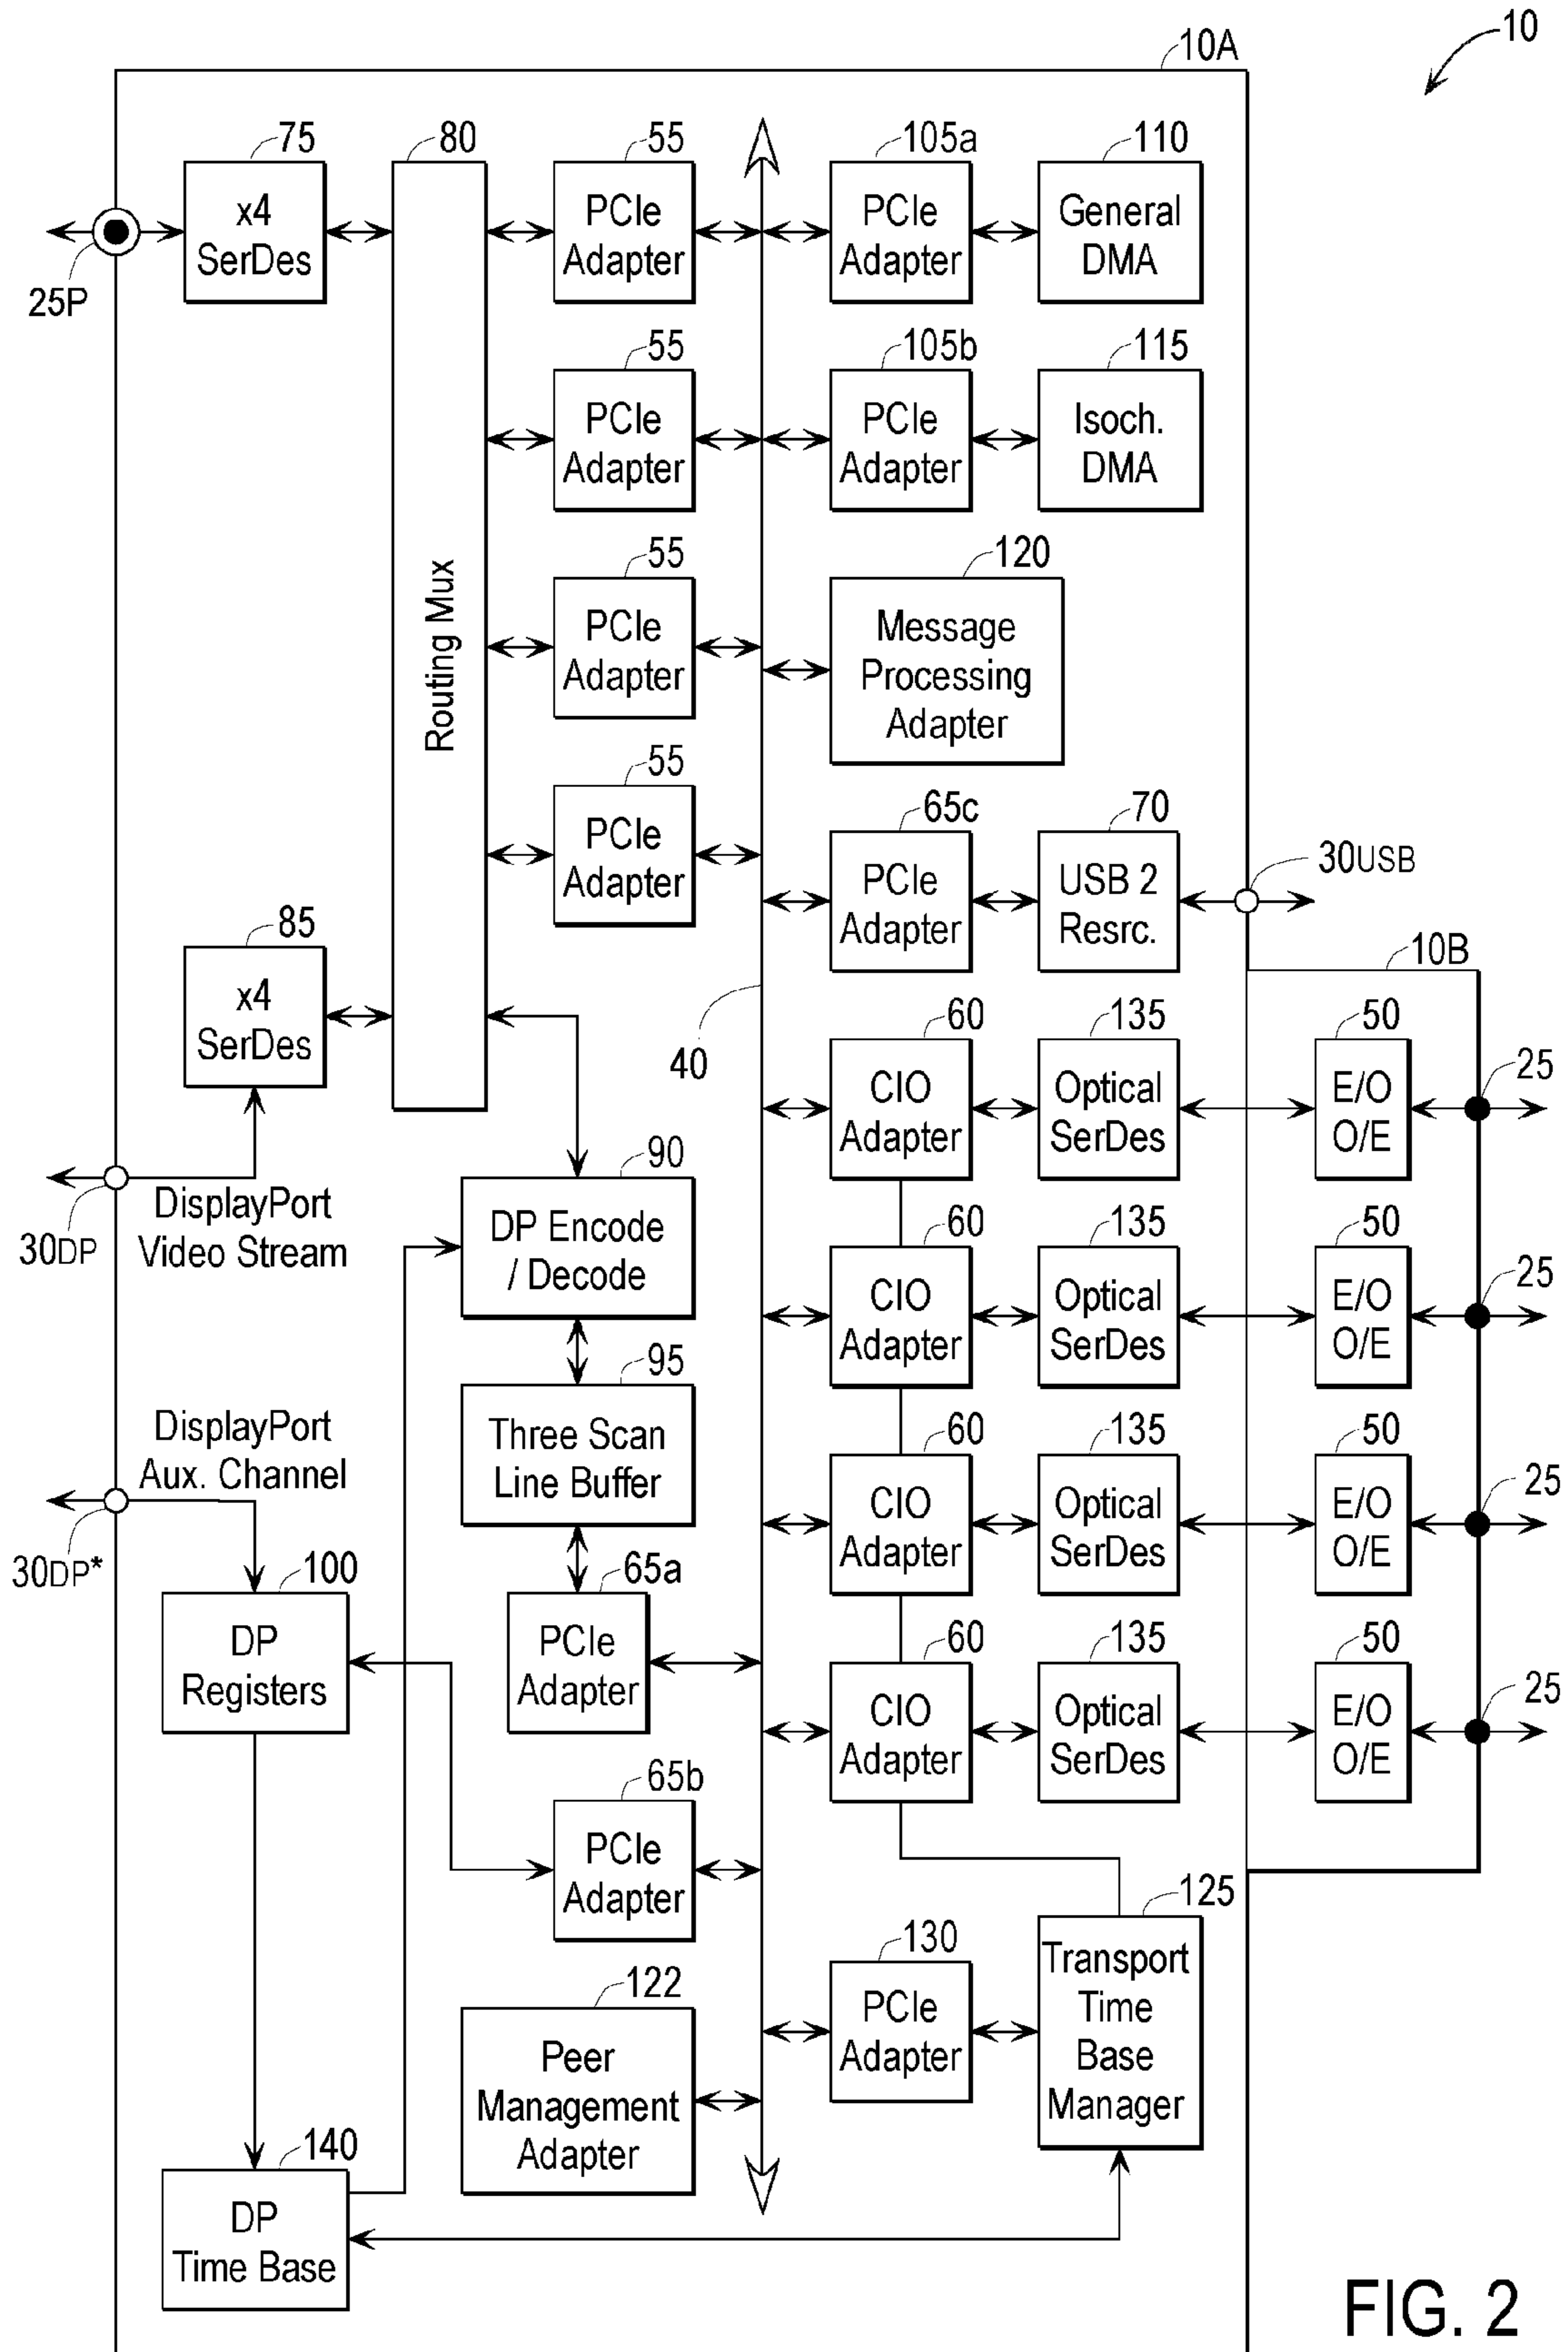 10
10A
75
80
55
105a
110
x4
SerDes
PCIe
Adapter
PCIe
Adapter
General
DMA
25P
55
105b
115
PCIe
Adapter
PCIe
Adapter
Isoch.
DMA
55
120
Routing Mux
PCIe
Adapter
Message
Processing
Adapter
55
65c
70
PCIe
Adapter
PCIe
Adapter
USB 2
Resrc.
30USB
85
10B
x4
SerDes
40
60
135
50
25
CIO
Adapter
Optical
SerDes
E/O
O/E
90
30DP
DisplayPort
Video Stream
DP Encode
/ Decode
60
135
50
25
CIO
Adapter
Optical
SerDes
E/O
O/E
95
DisplayPort
Aux. Channel
Three Scan
Line Buffer
60
135
50
25
CIO
Adapter
Optical
SerDes
E/O
O/E
30DP*
100
65a
DP
Registers
PCIe
Adapter
60
135
50
25
CIO
Adapter
Optical
SerDes
E/O
O/E
65b
PCIe
Adapter
125
130
122
Transport
Time
Base
Manager
PCIe
Adapter
Peer
Management
Adapter
140
DP
Time Base
FIG. 2